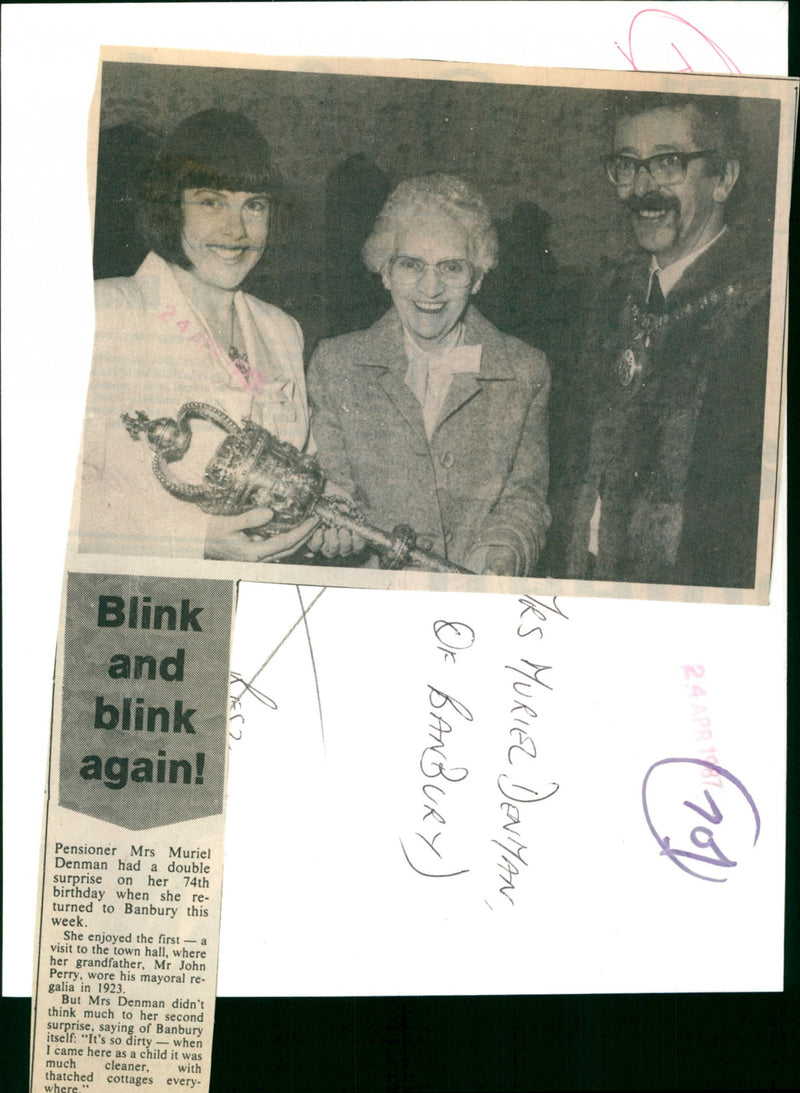 24 APR
Blink
and
blink
again!
Pensioner Mrs Muriel
Denman had a double
surprise on her 74th
birthday when she re-
turned to Banbury this
week.
She enjoyed the first — a
visit to the town hall, where
her grandfather, Mr John
Perry, wore his mayoral re-
galia in 1923.
But Mrs Denman didn't
think much to her second
surprise, saying of Banbury
itself: “It's so dirty — when
I came here as a child it was
much cleaner, with
thatched cottages every-
where.”
MRS MURIEL DENMAN,
OF BANBURY)
24 APR 1987